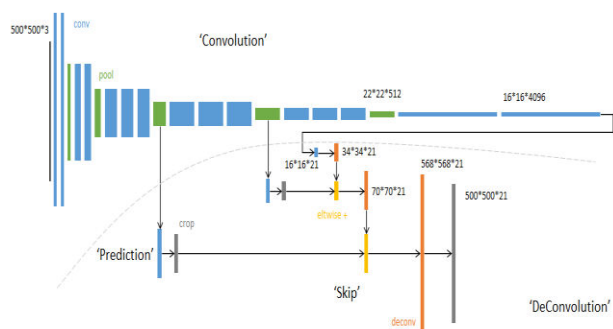 500*500*3
conv
'Convolution'
pool
22*22*512
16*16*4096
16*16*21
34*34*21
568*568*21
70*70*21
500*500*21
eltwise +
crop
'Prediction'
'Skip'
'DeConvolution'
deconv